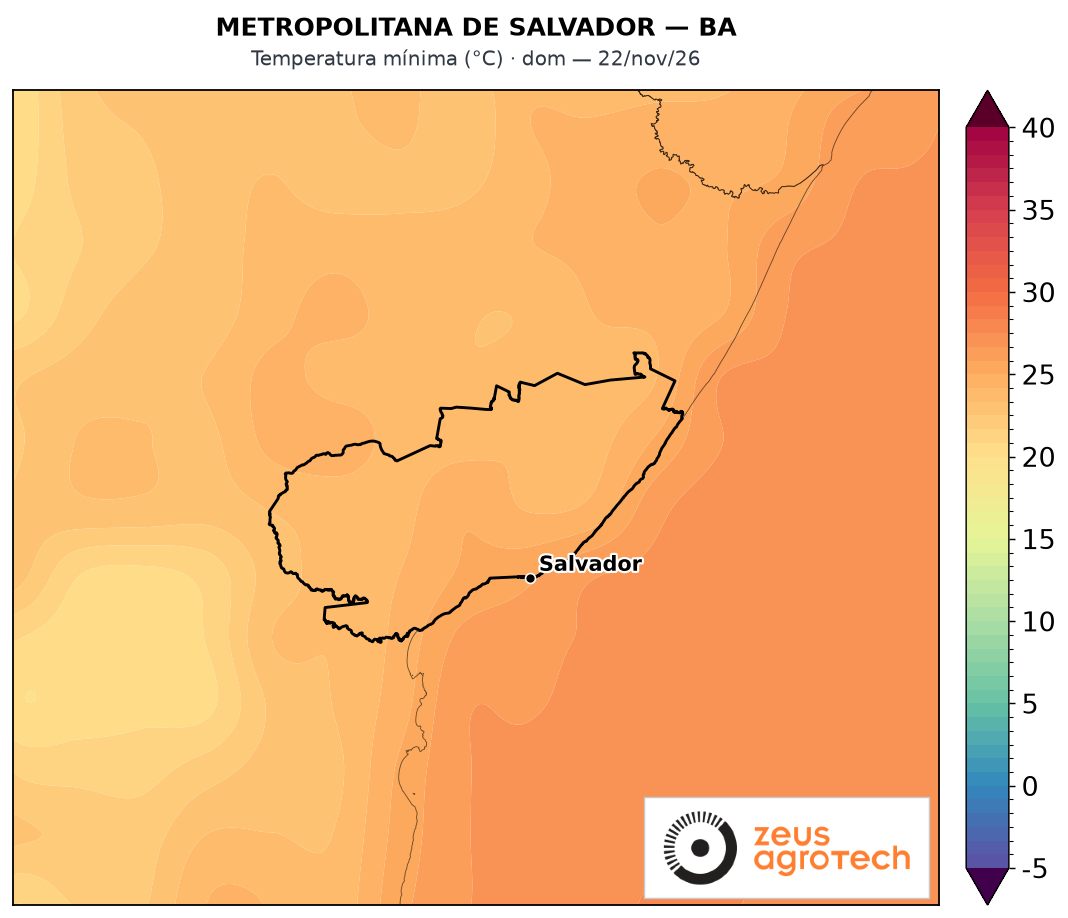 METROPOLITANA DE SALVADOR — BA
Temperatura mínima (°C) · dom — 22/nov/26
40
35
30
25
20
15
10
5
0
-5
Salvador
zeus
agrotech